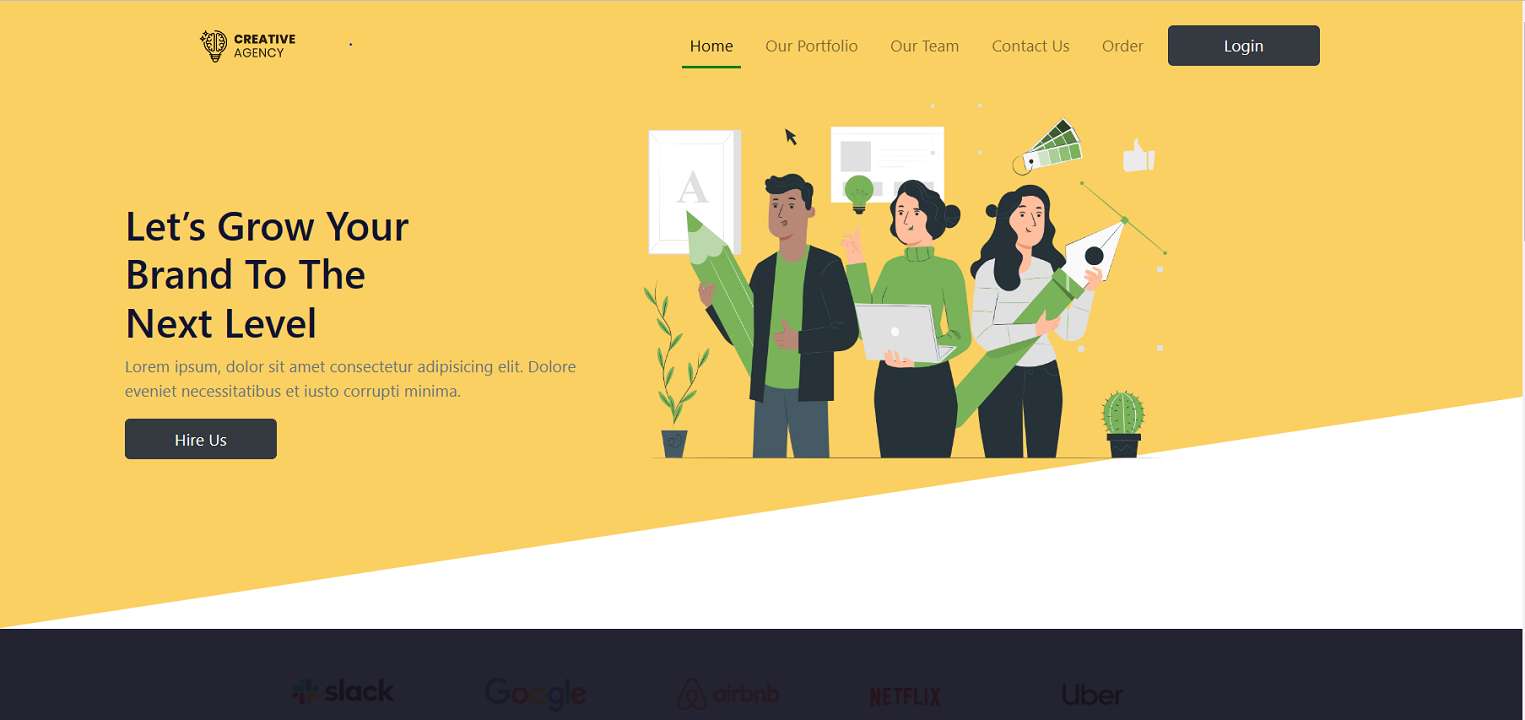 CREATIVE
AGENCY
Home
Our Portfolio
Our Team
Contact Us
Order
Login
A
Let’s Grow Your
Brand To The
Next Level
Lorem ipsum, dolor sit amet consectetur adipisicing elit. Dolore
eveniet necessitatibus et iusto corrupti minima.
Hire Us
slack
Google
airbnb
NETFLIX
Uber